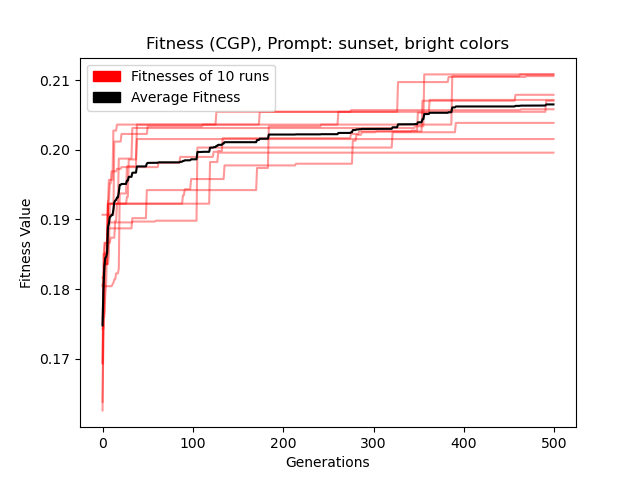 Fitness (CGP), Prompt: sunset, bright colors
Fitnesses of 10 runs
Average Fitness
0.21
0.20
0.19
0.18
0.17
Fitness Value
0 100 200 300 400 500
Generations